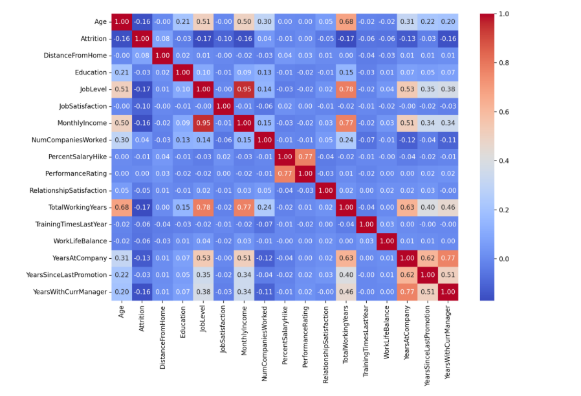 Age 1.00 -0.16 -0.00 0.21 0.51 -0.00 0.50 0.30 0.00 0.00 0.05 0.68 -0.02 -0.02 0.31 0.22 0.20
Attrition -0.16 1.00 0.08 -0.03 -0.17 -0.10 -0.16 0.04 -0.01 0.00 -0.05 -0.17 -0.06 -0.06 -0.13 -0.03 -0.16
DistanceFromHome -0.00 0.08 1.00 0.02 0.01 -0.00 -0.02 -0.03 0.04 0.03 0.01 0.00 -0.04 -0.03 0.01 0.01 0.01
Education 0.21 -0.03 0.02 1.00 0.10 -0.01 0.09 0.13 -0.01 -0.02 -0.01 0.15 -0.03 0.01 0.07 0.05 0.07
JobLevel 0.51 -0.17 0.01 0.10 1.00 -0.00 0.95 0.14 -0.03 -0.02 0.02 0.78 -0.02 0.04 0.53 0.35 0.38
JobSatisfaction -0.00 -0.10 -0.00 -0.01 -0.00 1.00 -0.01 -0.06 0.02 0.00 -0.01 -0.02 -0.01 -0.02 -0.00 -0.02 -0.03
MonthlyIncome 0.50 -0.16 -0.02 0.09 0.95 -0.01 1.00 0.15 -0.03 -0.02 0.03 0.77 -0.02 0.03 0.51 0.34 0.34
NumCompaniesWorked 0.30 0.04 -0.03 0.13 0.14 -0.06 0.15 1.00 -0.01 -0.01 0.05 0.24 -0.07 -0.01 -0.12 -0.04 -0.11
PercentSalaryHike 0.00 -0.01 0.04 -0.01 -0.03 0.02 -0.03 -0.01 1.00 0.77 -0.04 -0.02 -0.01 -0.00 -0.04 -0.02 -0.01
PerformanceRating 0.00 0.00 0.03 -0.02 -0.02 0.00 -0.02 -0.01 0.77 1.00 -0.03 0.01 -0.02 0.00 0.00 0.02 0.02
RelationshipSatisfaction 0.05 -0.05 0.01 -0.01 0.02 -0.01 0.03 0.05 -0.04 -0.03 1.00 0.02 0.00 0.02 0.02 0.03 -0.00
TotalWorkingYears 0.68 -0.17 0.00 0.15 0.78 -0.02 0.77 0.24 -0.02 0.01 0.02 1.00 -0.04 0.00 0.63 0.40 0.46
TrainingTimesLastYear -0.02 -0.06 -0.04 -0.03 -0.02 -0.01 -0.02 -0.07 -0.01 -0.02 0.00 -0.04 1.00 0.03 0.00 -0.00 -0.00
WorkLifeBalance -0.02 -0.06 -0.03 0.01 0.04 -0.02 0.03 -0.01 -0.00 0.00 0.02 0.00 0.03 1.00 0.01 0.01 0.00
YearsAtCompany 0.31 -0.13 0.01 0.07 0.53 -0.00 0.51 -0.12 -0.04 0.00 0.02 0.63 0.00 0.01 1.00 0.62 0.77
YearsSinceLastPromotion 0.22 -0.03 0.01 0.05 0.35 -0.02 0.34 -0.04 -0.02 0.02 0.03 0.40 -0.00 0.01 0.62 1.00 0.51
YearsWithCurrManager 0.20 -0.16 0.01 0.07 0.38 -0.03 0.34 -0.11 -0.01 0.02 -0.00 0.46 -0.00 0.00 0.77 0.51 1.00
Age
Attrition
DistanceFromHome
Education
JobLevel
JobSatisfaction
MonthlyIncome
NumCompaniesWorked
PercentSalaryHike
PerformanceRating
RelationshipSatisfaction
TotalWorkingYears
TrainingTimesLastYear
WorkLifeBalance
YearsAtCompany
YearsSinceLastPromotion
YearsWithCurrManager
1.0
0.8
0.6
0.4
0.2
0.0